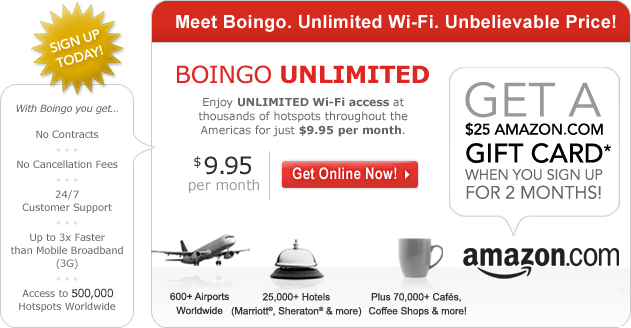 Meet Boingo. Unlimited Wi-Fi. Unbelievable Price!
SIGN UP
TODAY!
With Boingo you get...
No Contracts
No Cancellation Fees
24/7
Customer Support
Up to 3x Faster
than Mobile Broadband
(3G)
Access to 500,000
Hotspots Worldwide
BOINGO UNLIMITED
Enjoy UNLIMITED Wi-Fi access at
thousands of hotspots throughout the
Americas for just $9.95 per month.
$9.95
per month
Get Online Now!
600+ Airports
Worldwide
25,000+ Hotels
(Marriott®, Sheraton® & more)
Plus 70,000+ Cafés,
Coffee Shops & more!
GET A
$25 AMAZON.COM
GIFT CARD*
WHEN YOU SIGN UP
FOR 2 MONTHS!
amazon.com